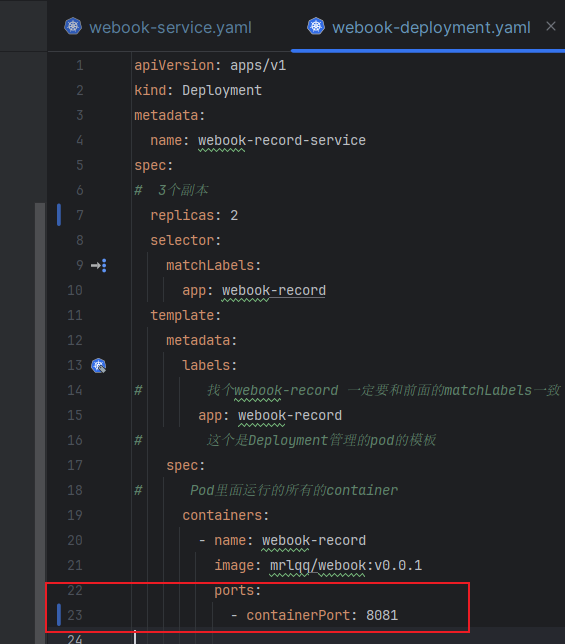 webook-service.yaml
webook-deployment.yaml
1 apiVersion: apps/v1
2 kind: Deployment
3 metadata:
4 name: webook-record-service
5 spec:
6 # 3个副本
7 replicas: 2
8 selector:
9 matchLabels:
10 app: webook-record
11 template:
12 metadata:
13 labels:
14 # 找个webook-record 一定要和前面的matchLabels一致
15 app: webook-record
16 # 这个是Deployment管理的pod的模板
17 spec:
18 # Pod里面运行的所有的container
19 containers:
20 - name: webook-record
21 image: mrlqq/webook:v0.0.1
22 ports:
23 - containerPort: 8081
24